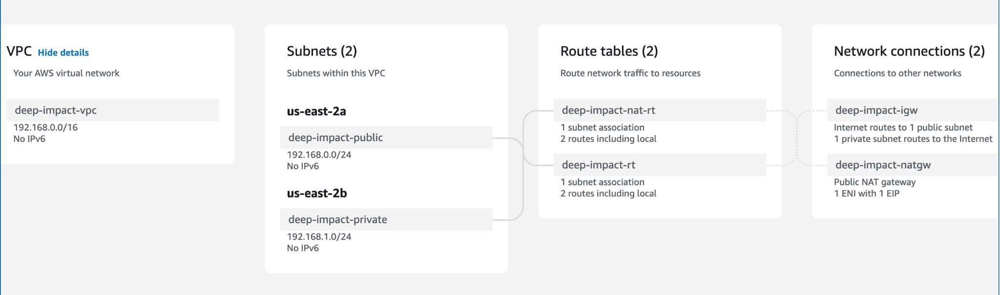 VPC Hide details
Your AWS virtual network
deep-impact-vpc
192.168.0.0/16
No IPv6
Subnets (2)
Subnets within this VPC
us-east-2a
deep-impact-public
192.168.0.0/24
No IPv6
us-east-2b
deep-impact-private
192.168.1.0/24
No IPv6
Route tables (2)
Route network traffic to resources
deep-impact-nat-rt
1 subnet association
2 routes including local
deep-impact-rt
1 subnet association
2 routes including local
Network connections (2)
Connections to other networks
deep-impact-igw
Internet routes to 1 public subnet
1 private subnet routes to the Internet
deep-impact-natgw
Public NAT gateway
1 ENI with 1 EIP